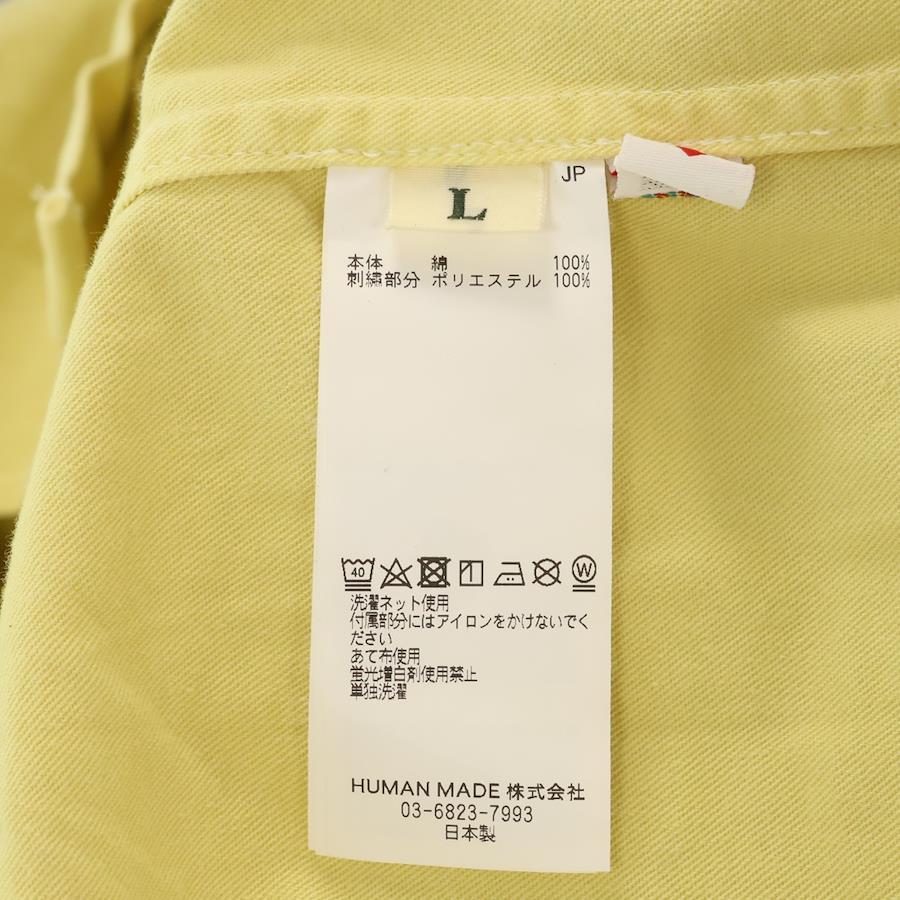 JP
L
本体 綿 100%
刺繍部分 ポリエステル 100%
40 W
洗濯ネット使用
付属部分にはアイロンをかけないでく
ださい
あて布使用
蛍光増白剤使用禁止
単独洗濯
HUMAN MADE 株式会社
03-6823-7993
日本製